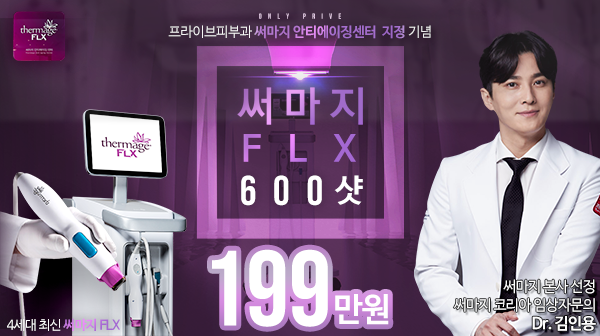 ONLY PRIVE
프라이브피부과 써마지 안티에이징센터 지정 기념
thermage
FLX
써마지
FLX
600샷
thermage
FLX
199만원
4세대 최신 써마지 FLX
써마지 본사 선정
써마지 코리아 임상자문의
Dr. 김인용